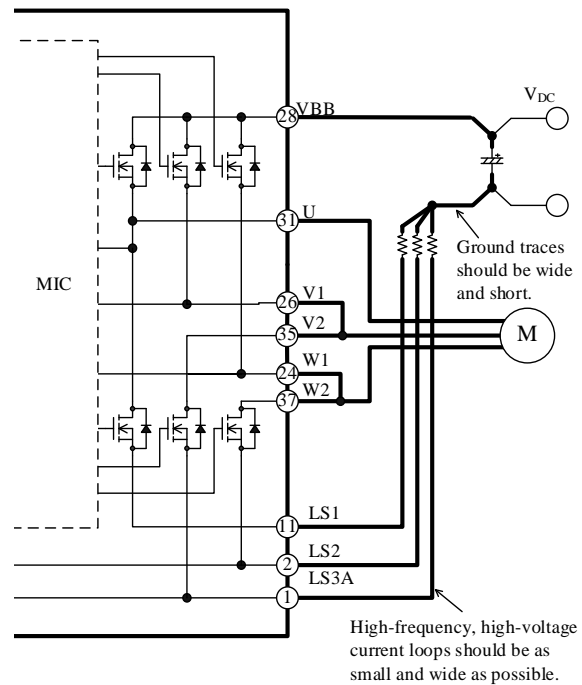 VBB
28
V_DC
U
31
Ground traces
should be wide
and short.
MIC
V1
26
V2
35
M
W1
24
W2
37
LS1
11
LS2
2
LS3A
1
High-frequency, high-voltage
current loops should be as
small and wide as possible.